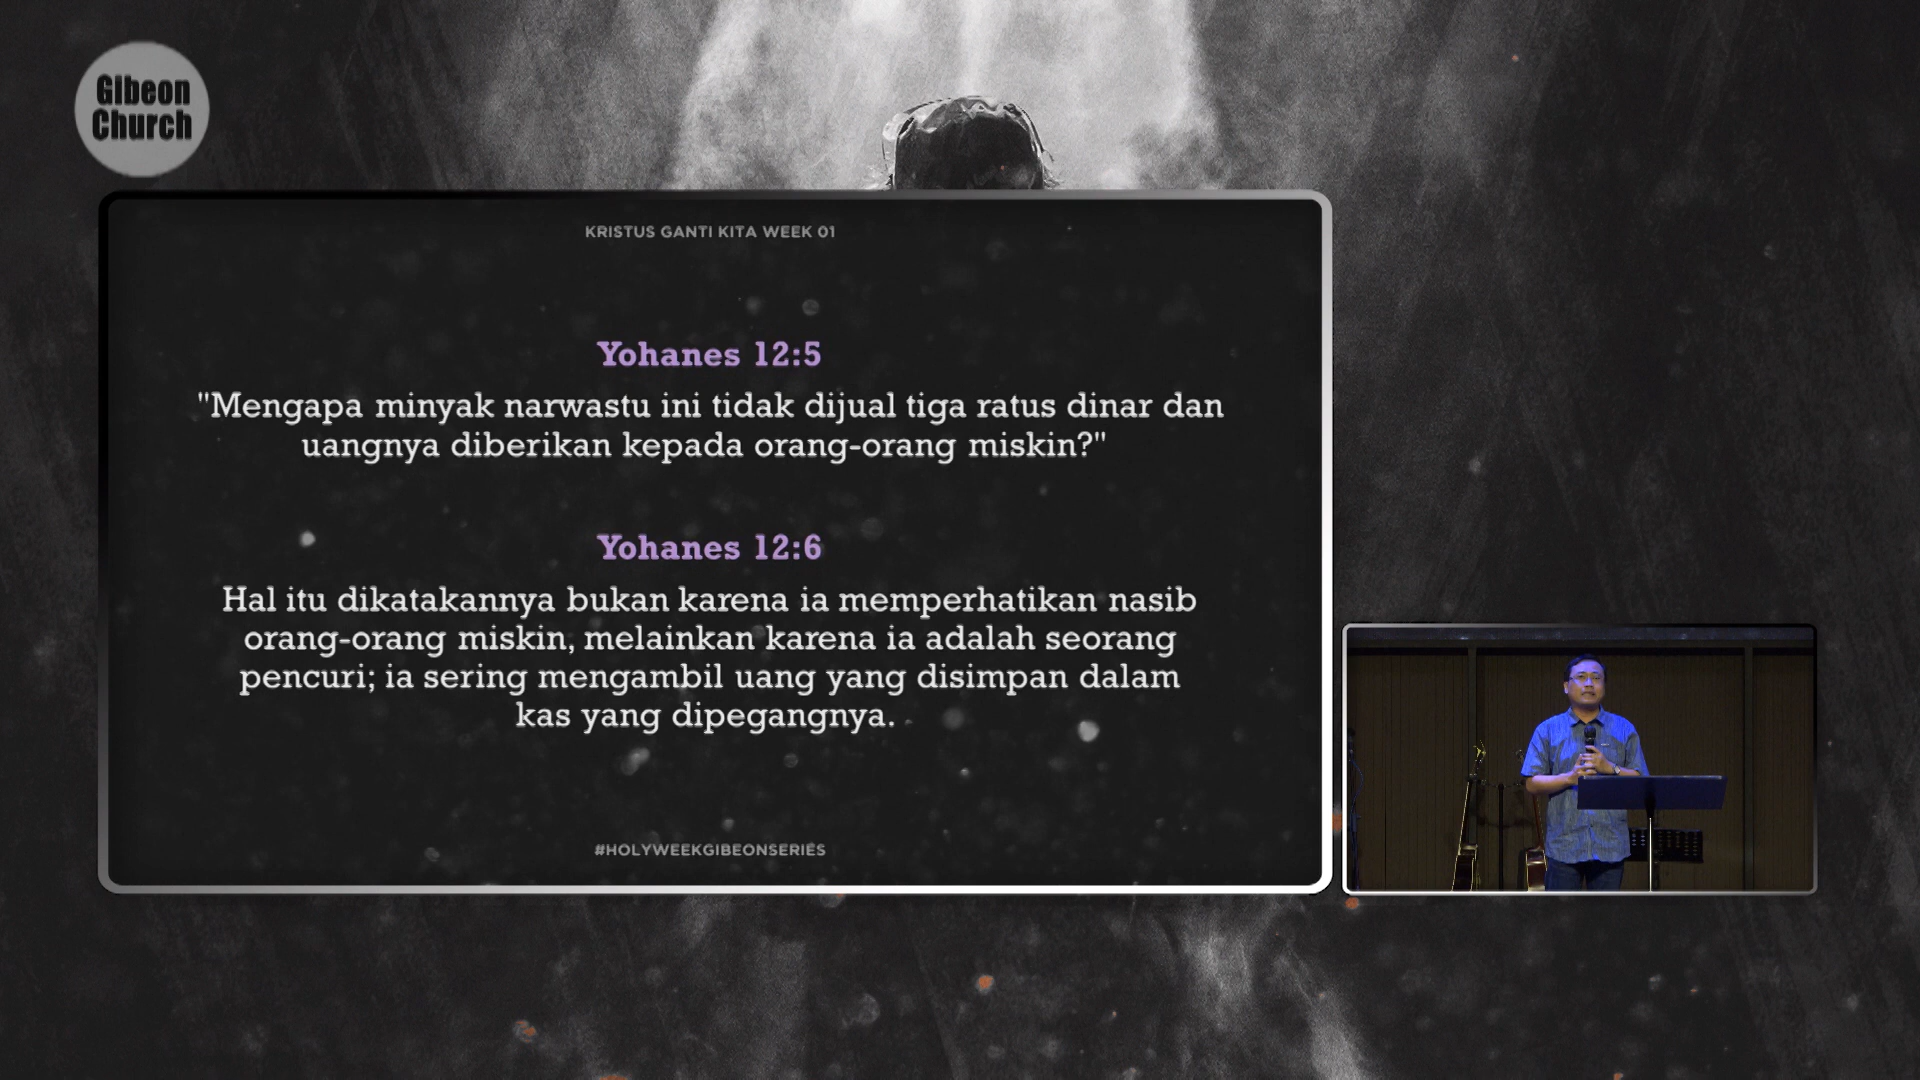 Gibeon
Church
KRISTUS GANTI KITA WEEK 01
Yohanes 12:5
"Mengapa minyak narwastu ini tidak dijual tiga ratus dinar dan
uangnya diberikan kepada orang-orang miskin?"
Yohanes 12:6
Hal itu dikatakannya bukan karena ia memperhatikan nasib
orang-orang miskin, melainkan karena ia adalah seorang
pencuri; ia sering mengambil uang yang disimpan dalam
kas yang dipegangnya.
#HOLYWEEKGIBEONSERIES